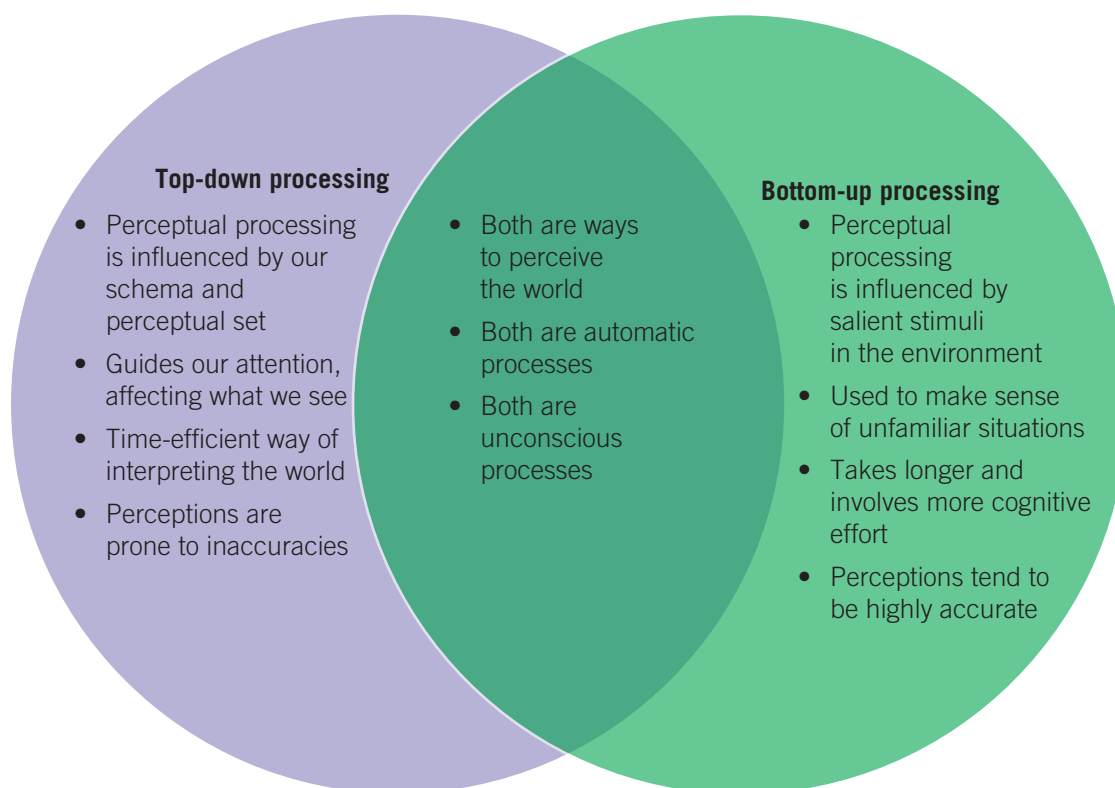 Top-down processing
• Perceptual processing
is influenced by our
schema and
perceptual set
• Guides our attention,
affecting what we see
• Time-efficient way of
interpreting the world
• Perceptions are
prone to inaccuracies
• Both are ways
to perceive
the world
• Both are automatic
processes
• Both are
unconscious
processes
Bottom-up processing
• Perceptual
processing
is influenced by
salient stimuli
in the environment
• Used to make sense
of unfamiliar situations
• Takes longer and
involves more cognitive
effort
• Perceptions tend to
be highly accurate